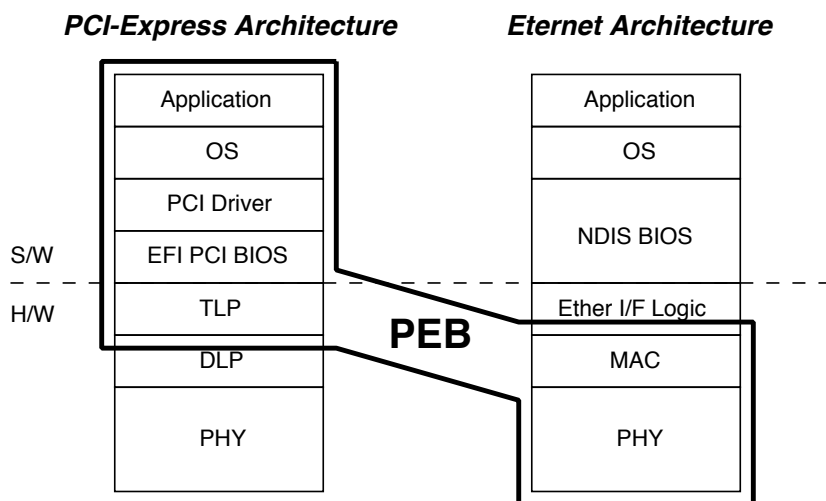 PCI-Express Architecture
Eternet Architecture
Application
OS
PCI Driver
EFI PCI BIOS
TLP
DLP
PHY
S/W
H/W
PEB
Application
OS
NDIS BIOS
Ether I/F Logic
MAC
PHY